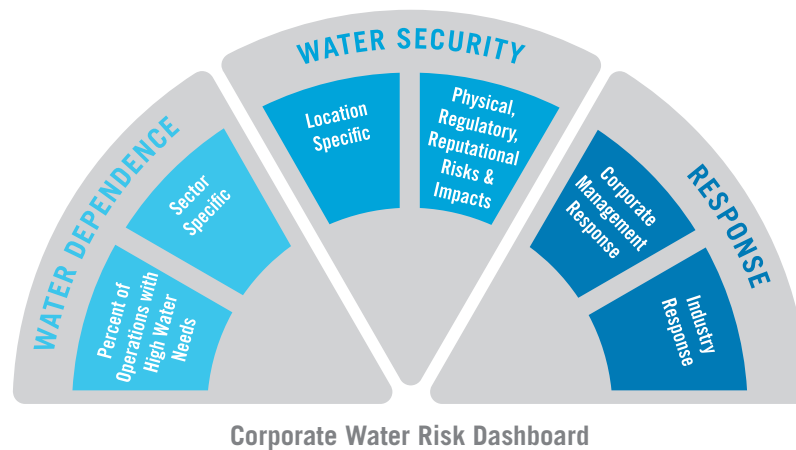 WATER DEPENDENCE
Percent of
Operations with
High Water
Needs
Sector
Specific
WATER SECURITY
Location
Specific
Physical,
Regulatory,
Reputational
Risks &
Impacts
RESPONSE
Corporate
Management
Response
Industry
Response
Corporate Water Risk Dashboard